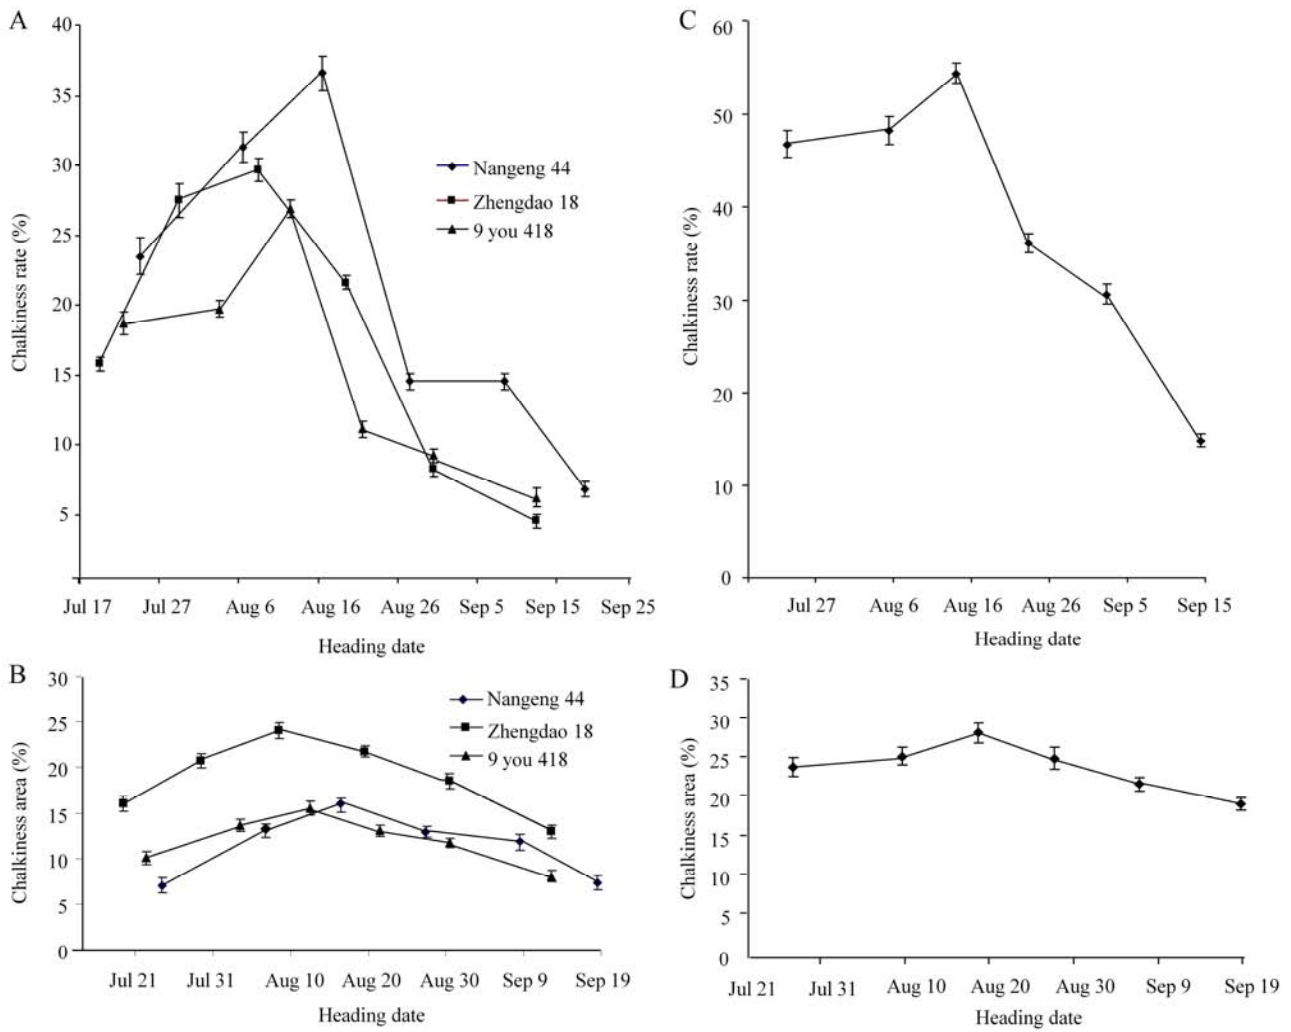 A
40
35
30
25
20
15
10
5
Chalkiness rate (%)
Nangeng 44
Zhengdao 18
9 you 418
Jul 17 Jul 27 Aug 6 Aug 16 Aug 26 Sep 5 Sep 15 Sep 25
Heading date
C
60
50
40
30
20
10
0
Chalkiness rate (%)
Jul 27 Aug 6 Aug 16 Aug 26 Sep 5 Sep 15
Heading date
B
30
25
20
15
10
5
0
Chalkiness area (%)
Nangeng 44
Zhengdao 18
9 you 418
Jul 21 Jul 31 Aug 10 Aug 20 Aug 30 Sep 9 Sep 19
Heading date
D
35
30
25
20
15
10
5
0
Chalkiness area (%)
Jul 21 Jul 31 Aug 10 Aug 20 Aug 30 Sep 9 Sep 19
Heading date